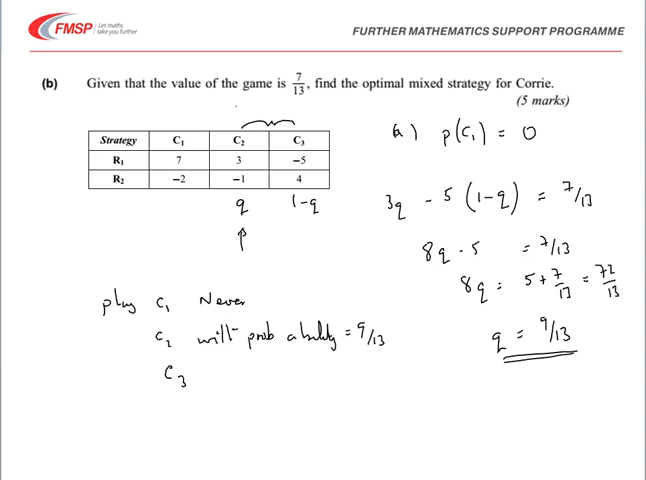 FMSP Let maths take you further
FURTHER MATHEMATICS SUPPORT PROGRAMME
(b) Given that the value of the game is 7/13, find the optimal mixed strategy for Corrie.
(5 marks)
Strategy C₁ C₂ C₃
R₁ 7 3 −5
R₂ −2 −1 4
q 1-q
↑
a) p(C₁) = 0
3q - 5 (1-q) = 7/13
8q - 5 = 7/13
8q = 5 + 7/13 = 72/13
q = 9/13
play C₁ Never
C₂ with probability = 9/13
C₃